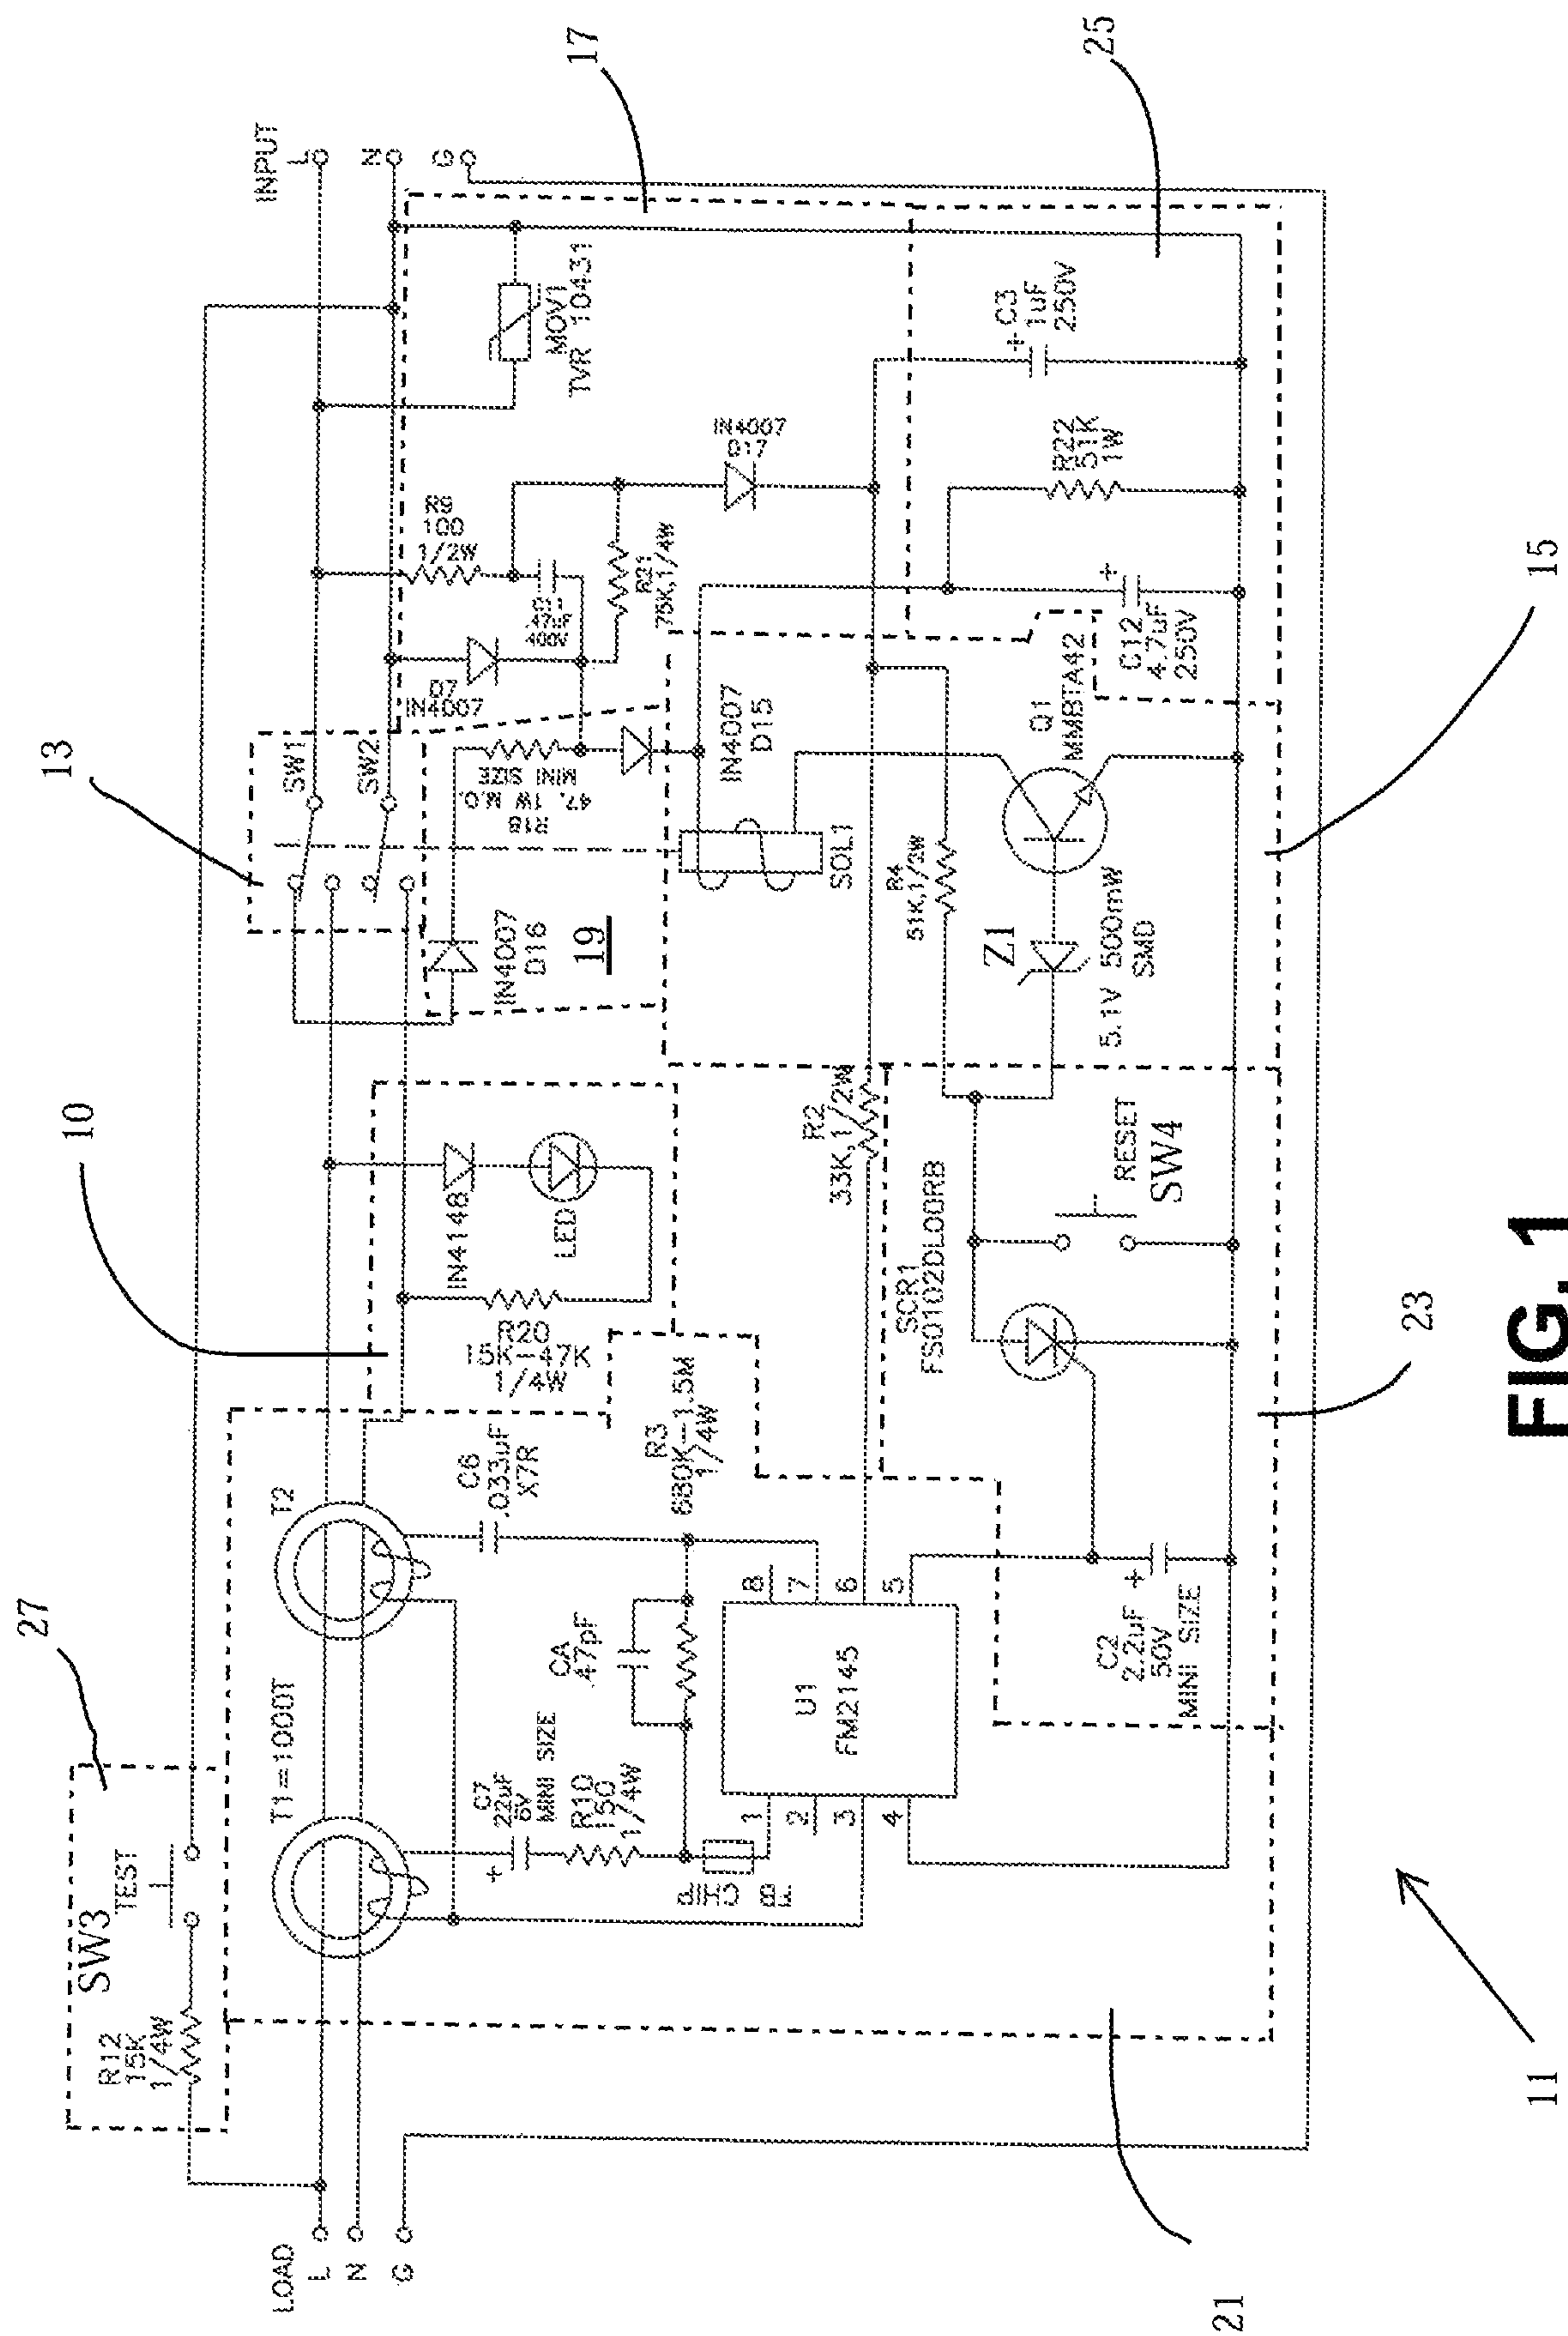 27
SW3
TEST
R12
15K
1/4W
10
13
17
25
INPUT
L
N
G
MOV1
TVR 10431
SW1
SW2
R9
100
1/2W
.47uF
400V
R21
75K,1/4W
IN4007
D17
D7
IN4007
R18
47, 1W M.O.
MINI SIZE
IN4007
D16
19
IN4007
D15
SOL1
C3
+
1uF
250V
R22
51K
1W
+
C12
4.7uF
250V
Q1
MMBTA42
R4
51K,1/2W
Z1
5.1V 500mW
SMD
15
IN4148
LED
R20
15K-47K
1/4W
R2
33K,1/2W
SCR1
FS0102DL00RB
RESET
SW4
23
T1=1000T
T2
C6
.033uF
X7R
R3
680K-1.5M
1/4W
CA
.47pF
C7
22uF
6V
MINI SIZE
+
R10
150
1/4W
FB CHIP
U1
FM2145
1
2
3
4
8
7
6
5
C2
+
2.2uF
50V
MINI SIZE
LOAD
L
N
G
21
11
FIG. 1